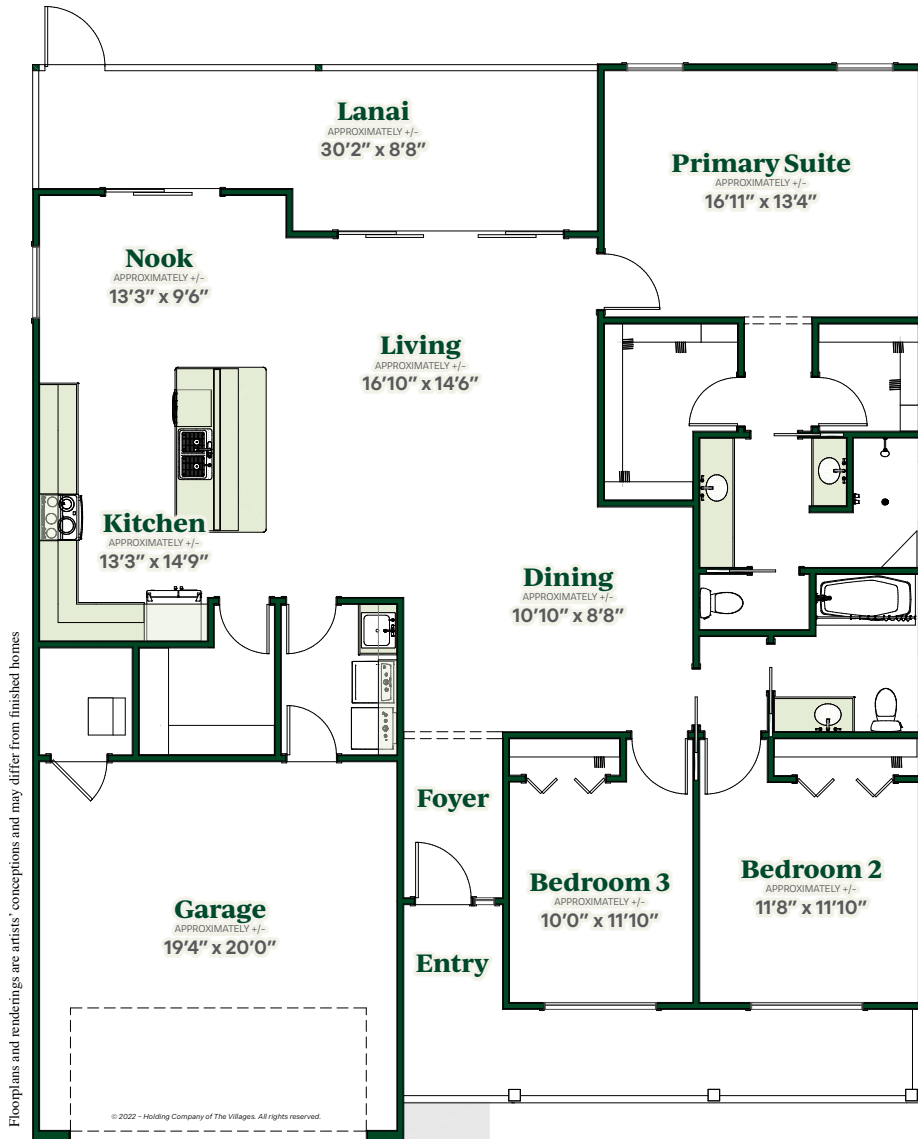 Lanai
APPROXIMATELY +/-
30’2” x 8’8”
Primary Suite
APPROXIMATELY +/-
16’11” x 13’4”
Nook
APPROXIMATELY +/-
13’3” x 9’6”
Living
APPROXIMATELY +/-
16’10” x 14’6”
Kitchen
APPROXIMATELY +/-
13’3” x 14’9”
Dining
APPROXIMATELY +/-
10’10” x 8’8”
Foyer
Bedroom 3
APPROXIMATELY +/-
10’0” x 11’10”
Bedroom 2
APPROXIMATELY +/-
11’8” x 11’10”
Garage
APPROXIMATELY +/-
19’4” x 20’0”
Entry
Floorplans and renderings are artists’ conceptions and may differ from finished homes
© 2022 – Holding Company of The Villages. All rights reserved.